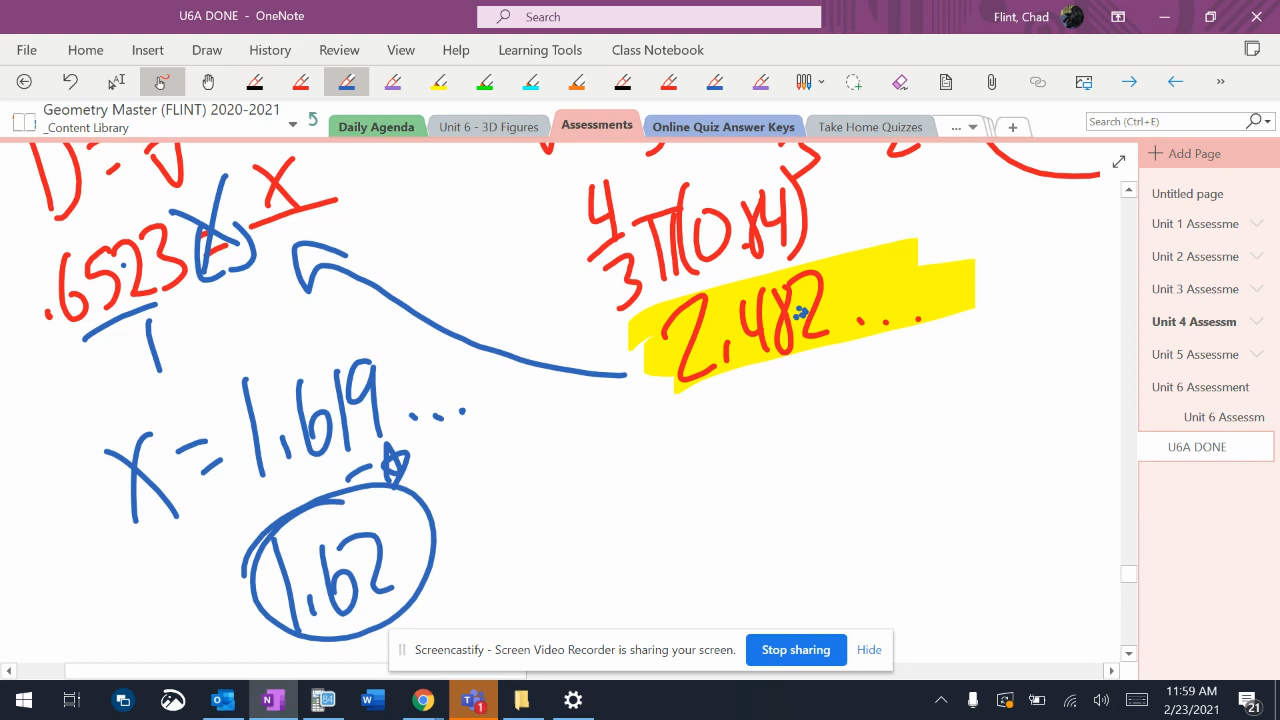 U6A DONE - OneNote
Search
Flint, Chad
File Home Insert Draw History Review View Help Learning Tools Class Notebook
Geometry Master (FLINT) 2020-2021
_Content Library
Daily Agenda Unit 6 - 3D Figures Assessments Online Quiz Answer Keys Take Home Quizzes ... + Search (Ctrl+E)
+ Add Page
Untitled page
Unit 1 Assessme
Unit 2 Assessme
Unit 3 Assessme
Unit 4 Assessm
Unit 5 Assessme
Unit 6 Assessment
Unit 6 Assessm
U6A DONE
x
.6523 =
1
4/3 π(0.84)³
2.482...
x = 1.619...
1.62
Screencastify - Screen Video Recorder is sharing your screen. Stop sharing Hide
84
1
11:59 AM
2/23/2021
21